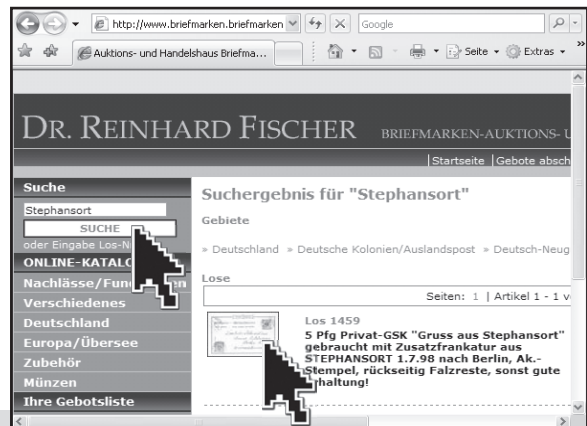 http://www.briefmarken.briefmarken
Google
Auktions- und Handelshaus Briefma...
Seite
Extras
DR. REINHARD FISCHER
BRIEFMARKEN-AUKTIONS-
|Startseite |Gebote absch
Suche
Stephansort
SUCHE
oder Eingabe
ONLINE-KATALO
Nachlässe/
Verschiedenes
Deutschland
Europa/Übersee
Zubehör
Münzen
Ihre Gebotsliste
Suchergebnis für "Stephansort"
Gebiete
» Deutschland » Deutsche Kolonien/Auslandspost » Deutsch-Neug
Lose
Seiten: 1 | Artikel 1 - 1
Los 1459
5 Pfg Privat-GSK "Gruss aus Stephansort"
gebraucht mit Zusatzfrankatur aus
STEPHANSORT 1.7.98 nach Berlin, Ak.-
Stempel, rückseitig Falzreste, sonst gute
rhaltung!